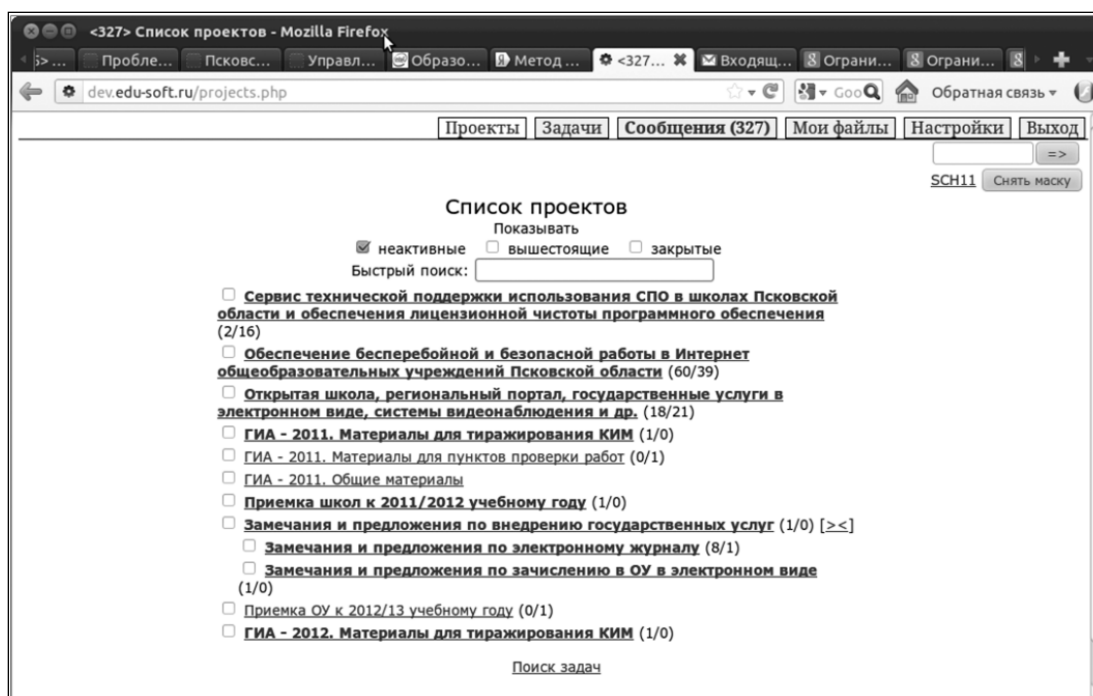 <327> Список проектов - Mozilla Firefox
5> ... Пробле... Псковс... Управл... Образо... Метод ... <327... Входящ... Ограни... Ограни...
dev.edu-soft.ru/projects.php Goo Обратная связь
Проекты Задачи Сообщения (327) Мои файлы Настройки Выход
=>
SCH11 Снять маску
Список проектов
Показывать
неактивные вышестоящие закрытые
Быстрый поиск:
Сервис технической поддержки использования СПО в школах Псковской
области и обеспечения лицензионной чистоты программного обеспечения
(2/16)
Обеспечение бесперебойной и безопасной работы в Интернет
общеобразовательных учреждений Псковской области (60/39)
Открытая школа, региональный портал, государственные услуги в
электронном виде, системы видеонаблюдения и др. (18/21)
ГИА - 2011. Материалы для тиражирования КИМ (1/0)
ГИА - 2011. Материалы для пунктов проверки работ (0/1)
ГИА - 2011. Общие материалы
Приемка школ к 2011/2012 учебному году (1/0)
Замечания и предложения по внедрению государственных услуг (1/0) [><]
Замечания и предложения по электронному журналу (8/1)
Замечания и предложения по зачислению в ОУ в электронном виде
(1/0)
Приемка ОУ к 2012/13 учебному году (0/1)
ГИА - 2012. Материалы для тиражирования КИМ (1/0)
Поиск задач